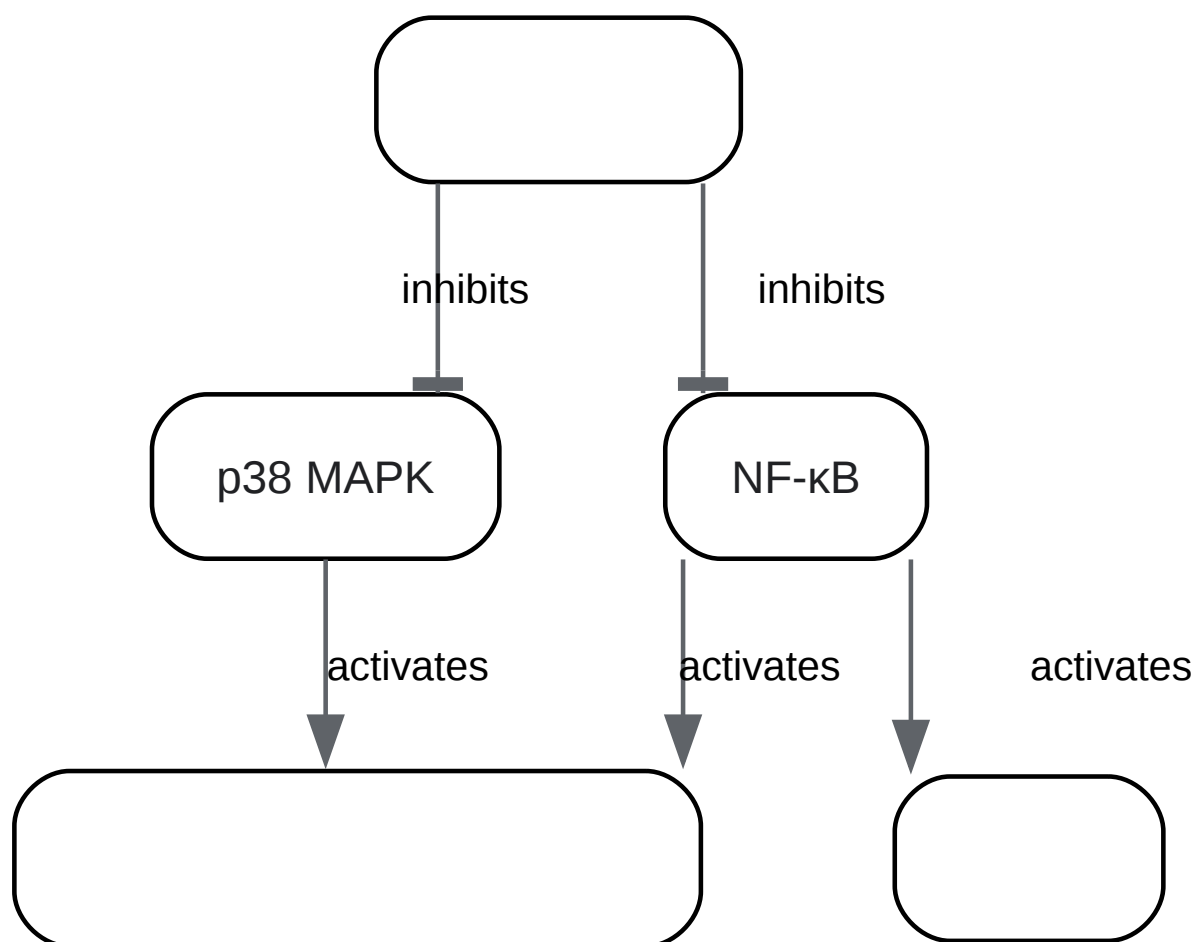 inhibits
inhibits
p38 MAPK
NF-κB
activates
activates
activates